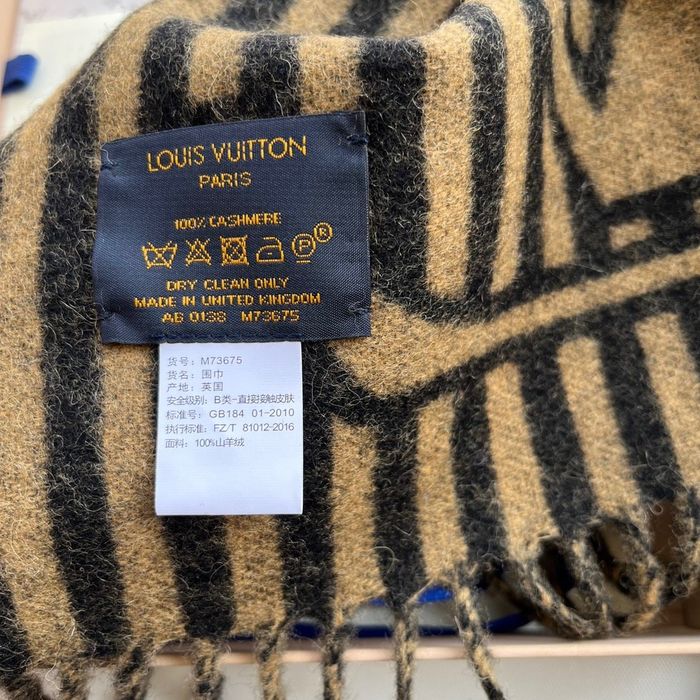 LOUIS VUITTON
PARIS
100% CASHMERE
®
DRY CLEAN ONLY
MADE IN UNITED KINGDOM
AB 0138 M73675
货号: M73675
货名: 围巾
产地: 英国
安全级别: B类-直接接触皮肤
标准号: GB184 01-2010
执行标准: FZ/T 81012-2016
面料: 100%山羊绒